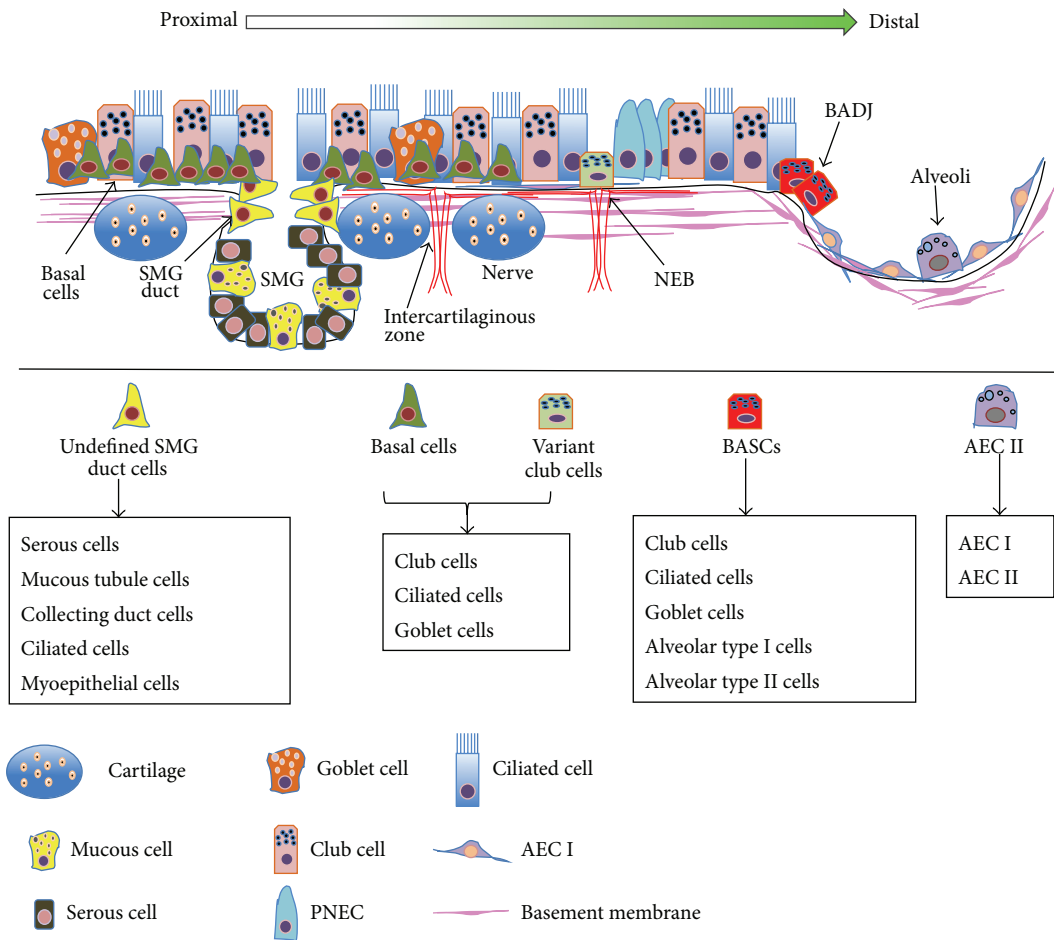 Proximal
Distal
BADJ
Alveoli
Basal
cells
SMG
duct
SMG
Intercartilaginous
zone
Nerve
NEB
Undefined SMG
duct cells
Basal cells
Variant
club cells
BASCs
AEC II
Serous cells
Mucous tubule cells
Collecting duct cells
Ciliated cells
Myoepithelial cells
Club cells
Ciliated cells
Goblet cells
Club cells
Ciliated cells
Goblet cells
Alveolar type I cells
Alveolar type II cells
AEC I
AEC II
Cartilage
Goblet cell
Ciliated cell
Mucous cell
Club cell
AEC I
Serous cell
PNEC
Basement membrane